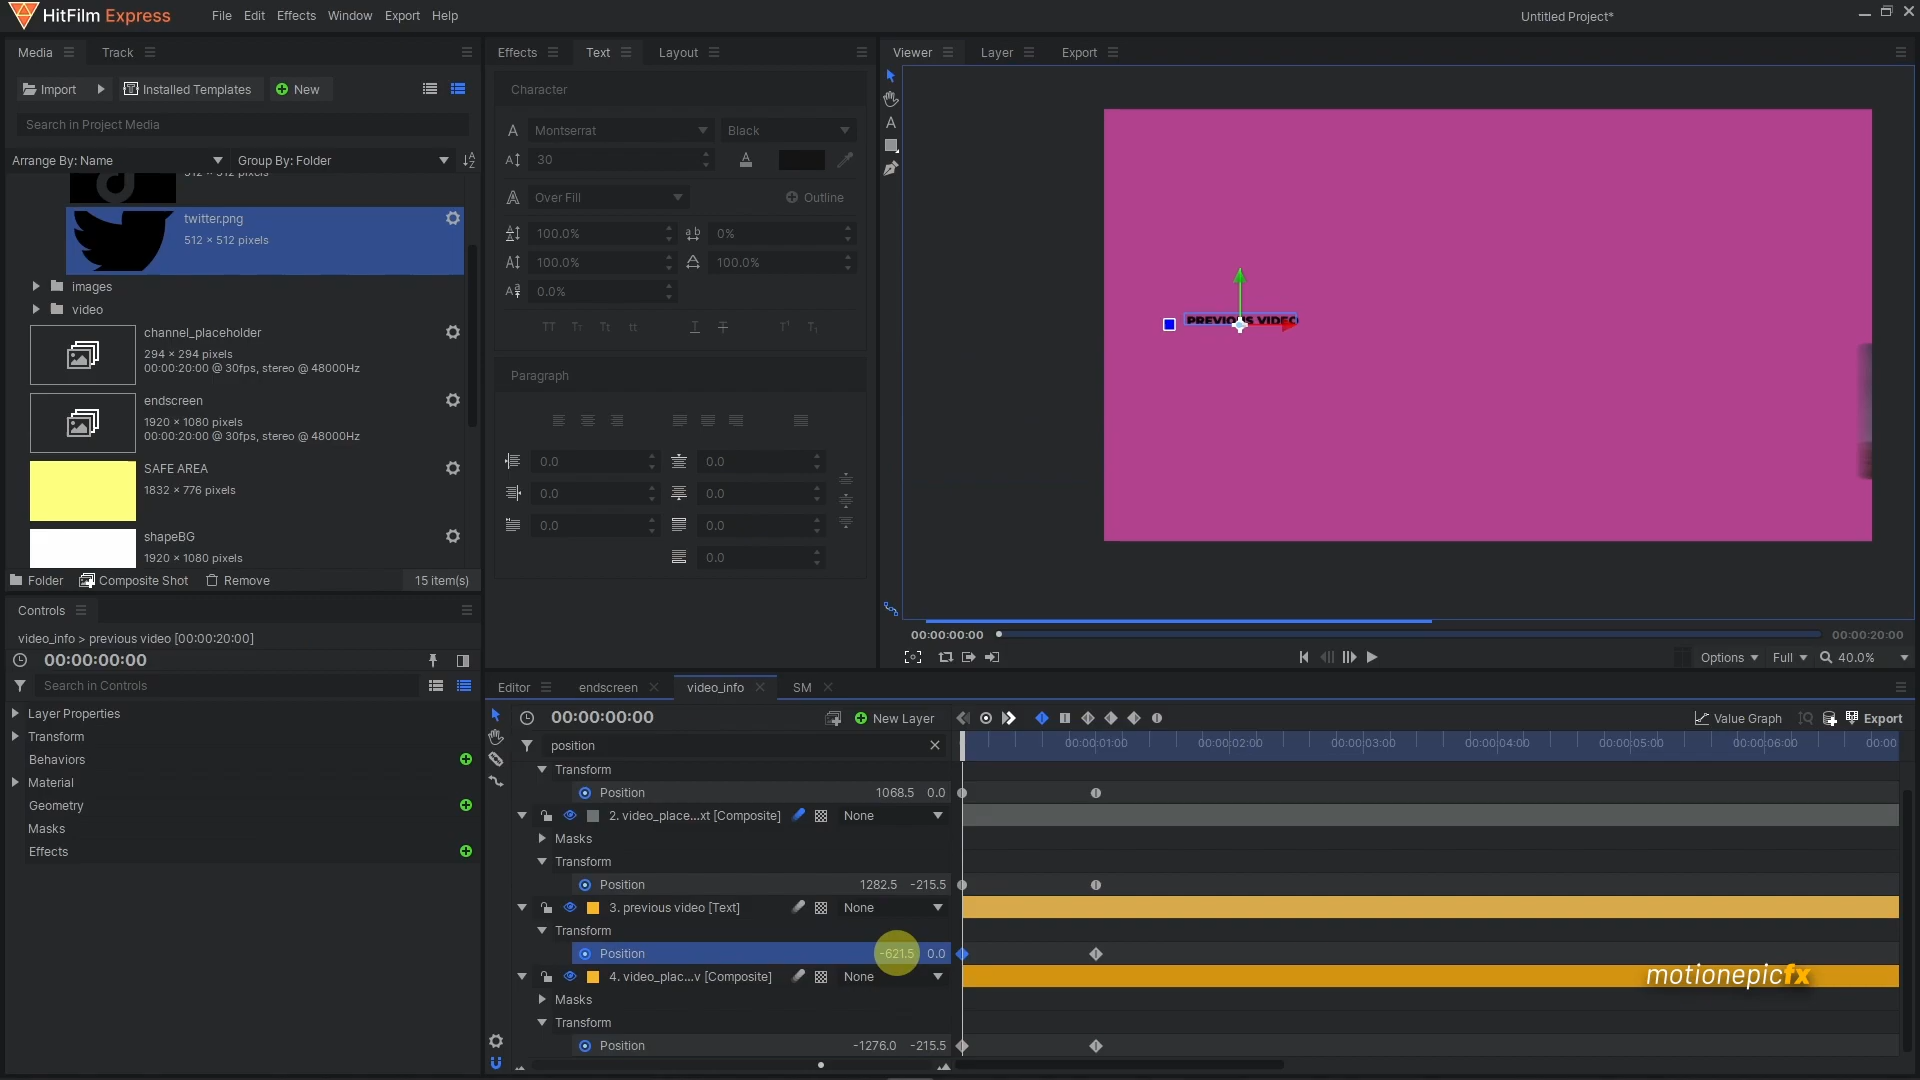 HitFilm Express
File Edit Effects Window Export Help
Untitled Project*
Media Track
Effects Text Layout
Viewer Layer Export
Import Installed Templates New
Character
Search in Project Media
Montserrat Black
Arrange By: Name Group By: Folder
30
twitter.png
512 × 512 pixels
Over Fill Outline
100.0% 0%
100.0% 100.0%
0.0%
images
video
PREVIOUS VIDEO
channel_placeholder
294 × 294 pixels
00:00:20:00 @ 30fps, stereo @ 48000Hz
Paragraph
endscreen
1920 × 1080 pixels
00:00:20:00 @ 30fps, stereo @ 48000Hz
0.0 0.0
SAFE AREA
1832 × 776 pixels
0.0 0.0
0.0 0.0
shapeBG
1920 × 1080 pixels
0.0
Folder Composite Shot Remove 15 item(s)
Controls
video_info > previous video [00:00:20:00]
00:00:00:00
00:00:00:00 00:00:20:00
Options Full 40.0%
Search in Controls
Editor endscreen video_info SM
Layer Properties
00:00:00:00 New Layer Value Graph Export
Transform
position
00:00:01:00 00:00:02:00 00:00:03:00 00:00:04:00 00:00:05:00 00:00:06:00 00:00
Behaviors
Transform
Material
Position 1068.5 0.0
Geometry
2. video_place...xt [Composite] None
Masks
Masks
Effects
Transform
Position 1282.5 -215.5
3. previous video [Text] None
Transform
Position -621.5 0.0
4. video_plac...v [Composite] None
motionepicfx
Masks
Transform
Position -1276.0 -215.5